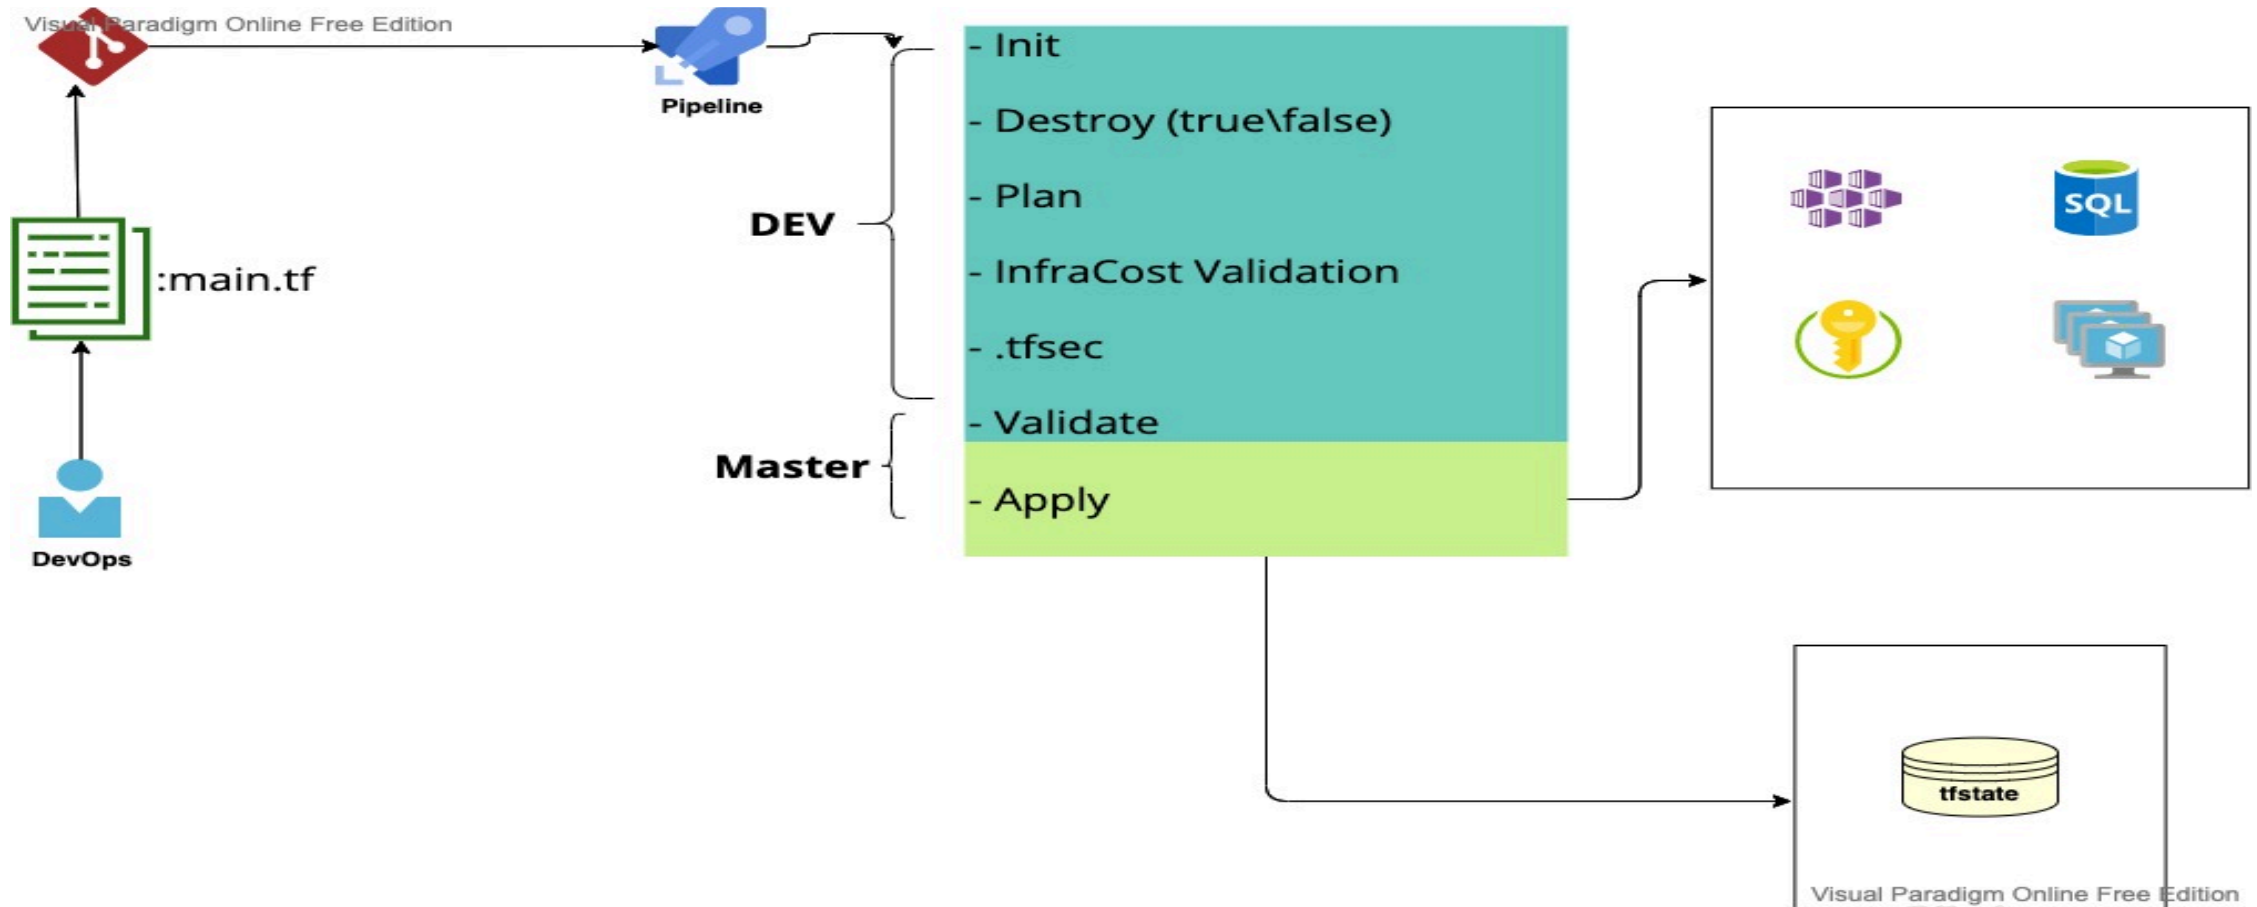 Visual Paradigm Online Free Edition
Pipeline
- Init
- Destroy (true\false)
- Plan
- InfraCost Validation
- .tfsec
- Validate
- Apply
DEV
Master
:main.tf
DevOps
SQL
tfstate
Visual Paradigm Online Free Edition